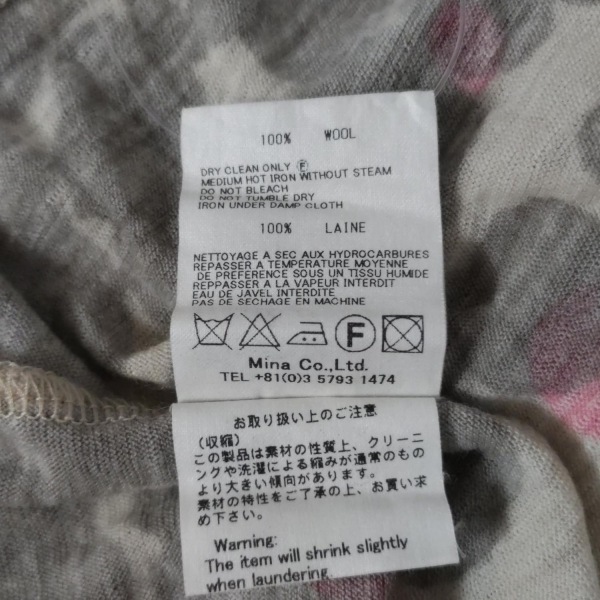 100% WOOL
DRY CLEAN ONLY Ⓕ
MEDIUM HOT IRON WITHOUT STEAM
DO NOT BLEACH
DO NOT TUMBLE DRY
IRON UNDER DAMP CLOTH
100% LAINE
NETTOYAGE A SEC AUX HYDROCARBURES
REPASSER A TEMPERATURE MOYENNE
DE PREFERENCE SOUS UN TISSU HUMIDE
REPPASSER A LA VAPEUR INTERDIT
EAU DE JAVEL INTERDITE
PAS DE SECHAGE EN MACHINE
F
Mina Co.,Ltd.
TEL +81(0)3 5793 1474
お取り扱い上のご注意
(収縮)
この製品は素材の性質上、クリーニ
ングや洗濯による縮みが通常のもの
より大きい傾向があります。
素材の特性をご了承の上、お買い求
め下さい。
Warning:
The item will shrink slightly
when laundering.